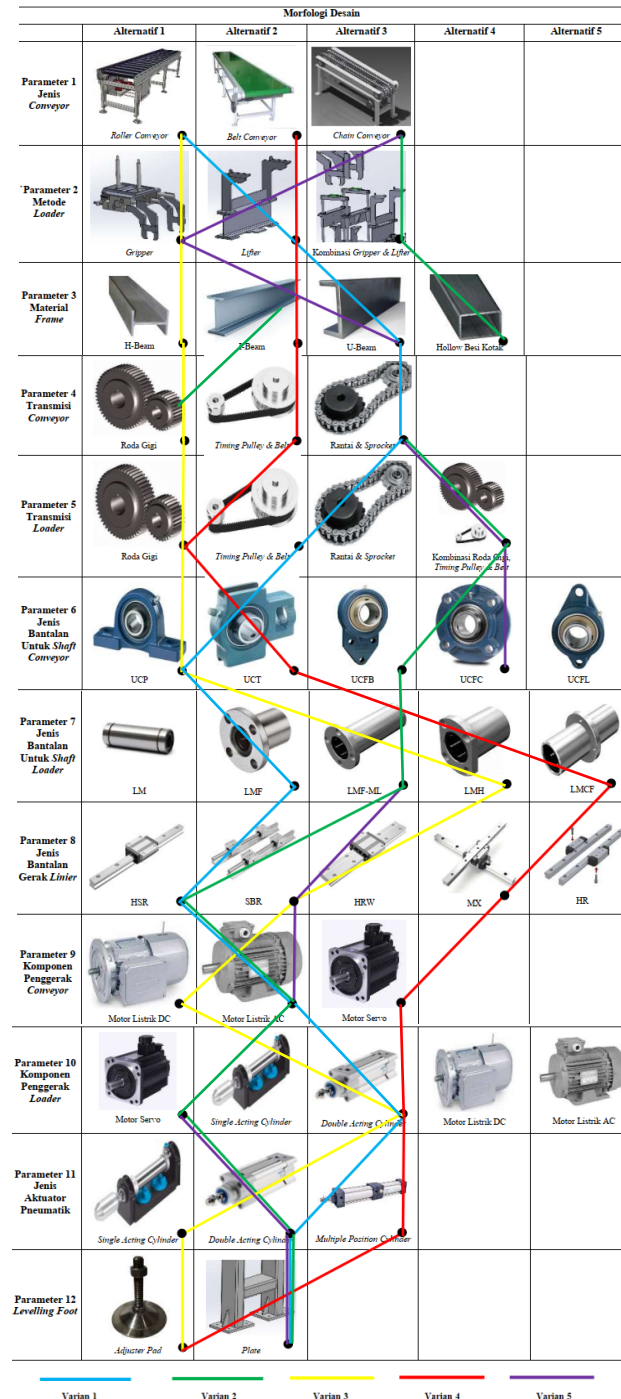 Morfologi Desain
Alternatif 1 Alternatif 2 Alternatif 3 Alternatif 4 Alternatif 5
Parameter 1
Jenis
Conveyor
Roller Conveyor Belt Conveyor Chain Conveyor
Parameter 2
Metode
Loader
Gripper Lifter Kombinasi Gripper & Lifter
Parameter 3
Material
Frame
H-Beam I-Beam U-Beam Hollow Besi Kotak
Parameter 4
Transmisi
Conveyor
Roda Gigi Timing Pulley & Belt Rantai & Sprocket
Parameter 5
Transmisi
Loader
Roda Gigi Timing Pulley & Belt Rantai & Sprocket Kombinasi Roda Gigi,
Timing Pulley & Belt
Parameter 6
Jenis
Bantalan
Untuk Shaft
Conveyor
UCP UCT UCFB UCFC UCFL
Parameter 7
Jenis
Bantalan
Untuk Shaft
Loader
LM LMF LMF-ML LMH LMCF
Parameter 8
Jenis
Bantalan
Gerak Linier
HSR SBR HRW MX HR
Parameter 9
Komponen
Penggerak
Conveyor
Motor Listrik DC Motor Listrik AC Motor Servo
Parameter 10
Komponen
Penggerak
Loader
Motor Servo Single Acting Cylinder Double Acting Cylinder Motor Listrik DC Motor Listrik AC
Parameter 11
Jenis
Aktuator
Pneumatik
Single Acting Cylinder Double Acting Cylinder Multiple Position Cylinder
Parameter 12
Levelling Foot
Adjuster Pad Plate
Varian 1 Varian 2 Varian 3 Varian 4 Varian 5